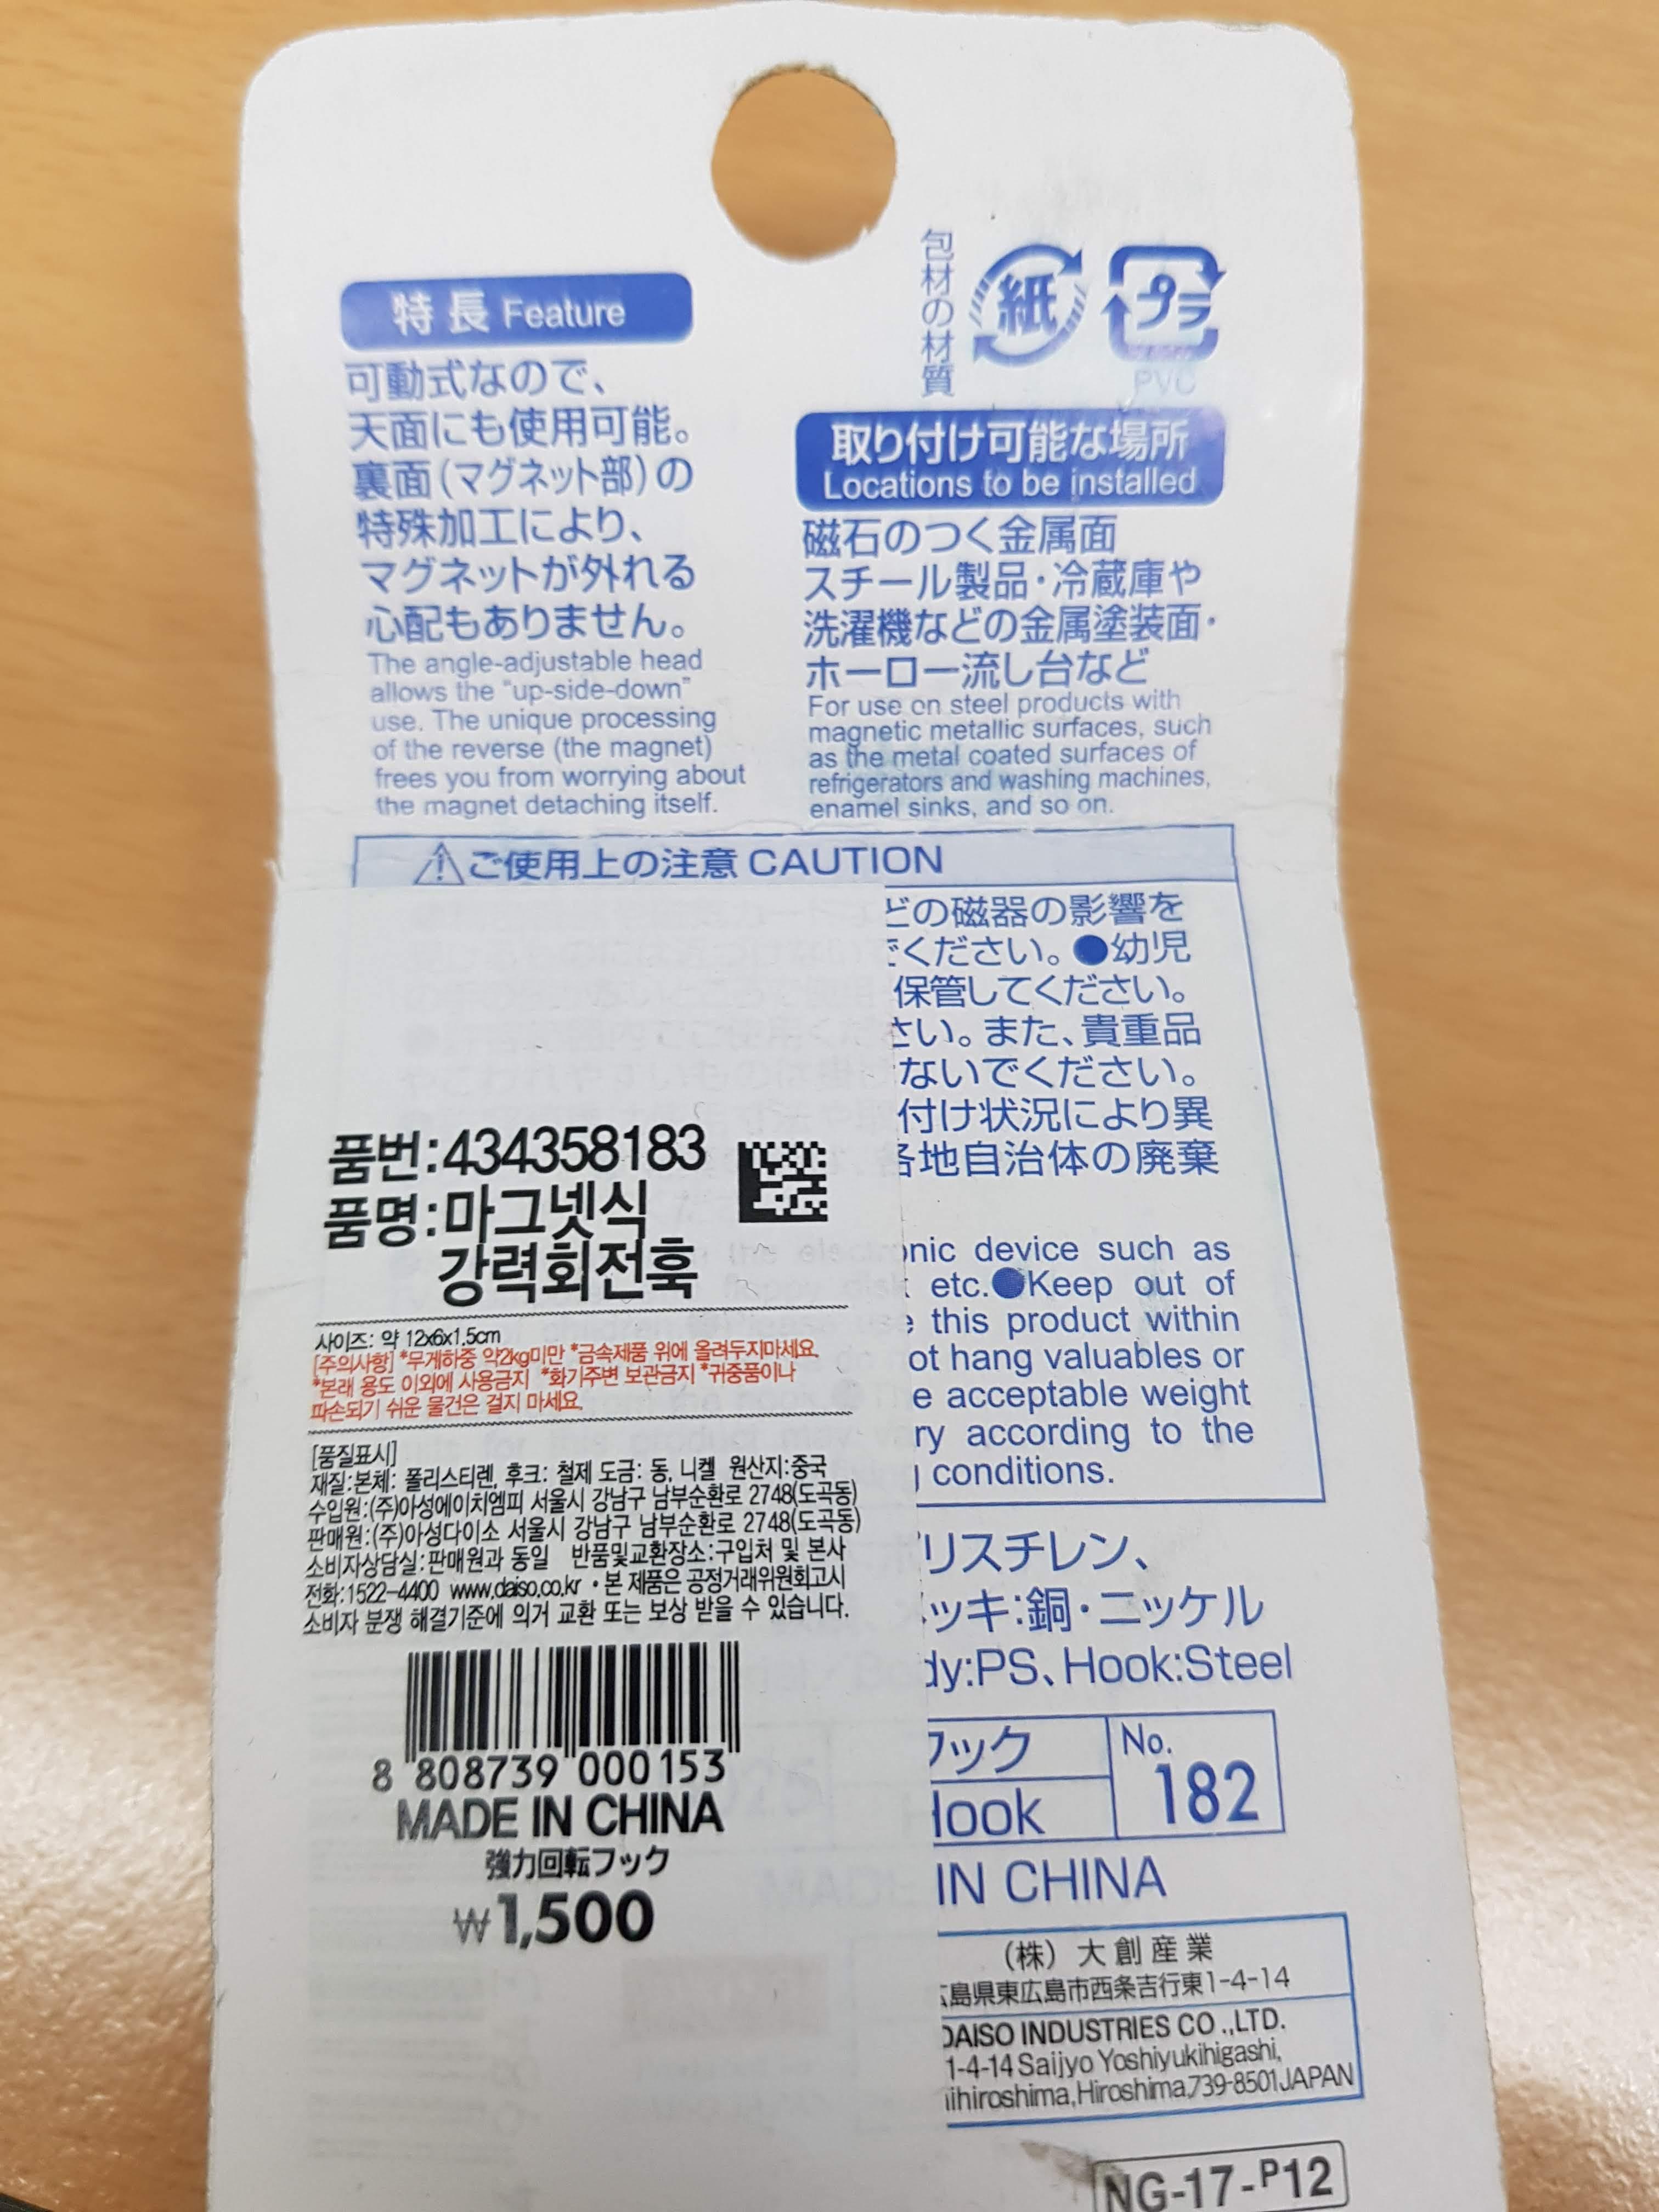 特長 Feature
可動式なので、
天面にも使用可能。
裏面(マグネット部)の
特殊加工により、
マグネットが外れる
心配もありません。
The angle-adjustable head
allows the "up-side-down"
use. The unique processing
of the reverse (the magnet)
frees you from worrying about
the magnet detaching itself.
包材の材質
紙
プラ
PVC
取り付け可能な場所
Locations to be installed
磁石のつく金属面
スチール製品・冷蔵庫や
洗濯機などの金属塗装面・
ホーロー流し台など
For use on steel products with
magnetic metallic surfaces, such
as the metal coated surfaces of
refrigerators and washing machines,
enamel sinks, and so on.
⚠ご使用上の注意 CAUTION
どの磁器の影響を
ください。●幼児
保管してください。
さい。また、貴重品
ないでください。
付け状況により異
各地自治体の廃棄
nic device such as
etc.●Keep out of
this product within
ot hang valuables or
e acceptable weight
ry according to the
conditions.
품번:434358183
품명:마그넷식
강력회전훅
사이즈: 약 12x6x1.5cm
[주의사항] *무게하중 약2kg미만 *금속제품 위에 올려두지마세요.
*본래 용도 이외에 사용금지 *화기주변 보관금지 *귀중품이나
파손되기 쉬운 물건은 걸지 마세요.
[품질표시]
재질:본체: 폴리스티렌, 후크: 철제 도금: 동, 니켈 원산지:중국
수입원:(주)아성에이치엠피 서울시 강남구 남부순환로 2748(도곡동)
판매원:(주)아성다이소 서울시 강남구 남부순환로 2748(도곡동)
소비자상담실:판매원과 동일 반품및교환장소:구입처 및 본사
전화:1522-4400 www.daiso.co.kr • 본 제품은 공정거래위원회고시
소비자 분쟁 해결기준에 의거 교환 또는 보상 받을 수 있습니다.
8 808739 000153
MADE IN CHINA
強力回転フック
₩1,500
リスチレン、
ッキ:銅・ニッケル
dy:PS、Hook:Steel
フック
Hook
No.
182
IN CHINA
(株)大創産業
島県東広島市西条吉行東1-4-14
DAISO INDUSTRIES CO.,LTD.
1-4-14 Saijyo Yoshiyukihigashi,
ihiroshima,Hiroshima,739-8501JAPAN
NG-17-P12